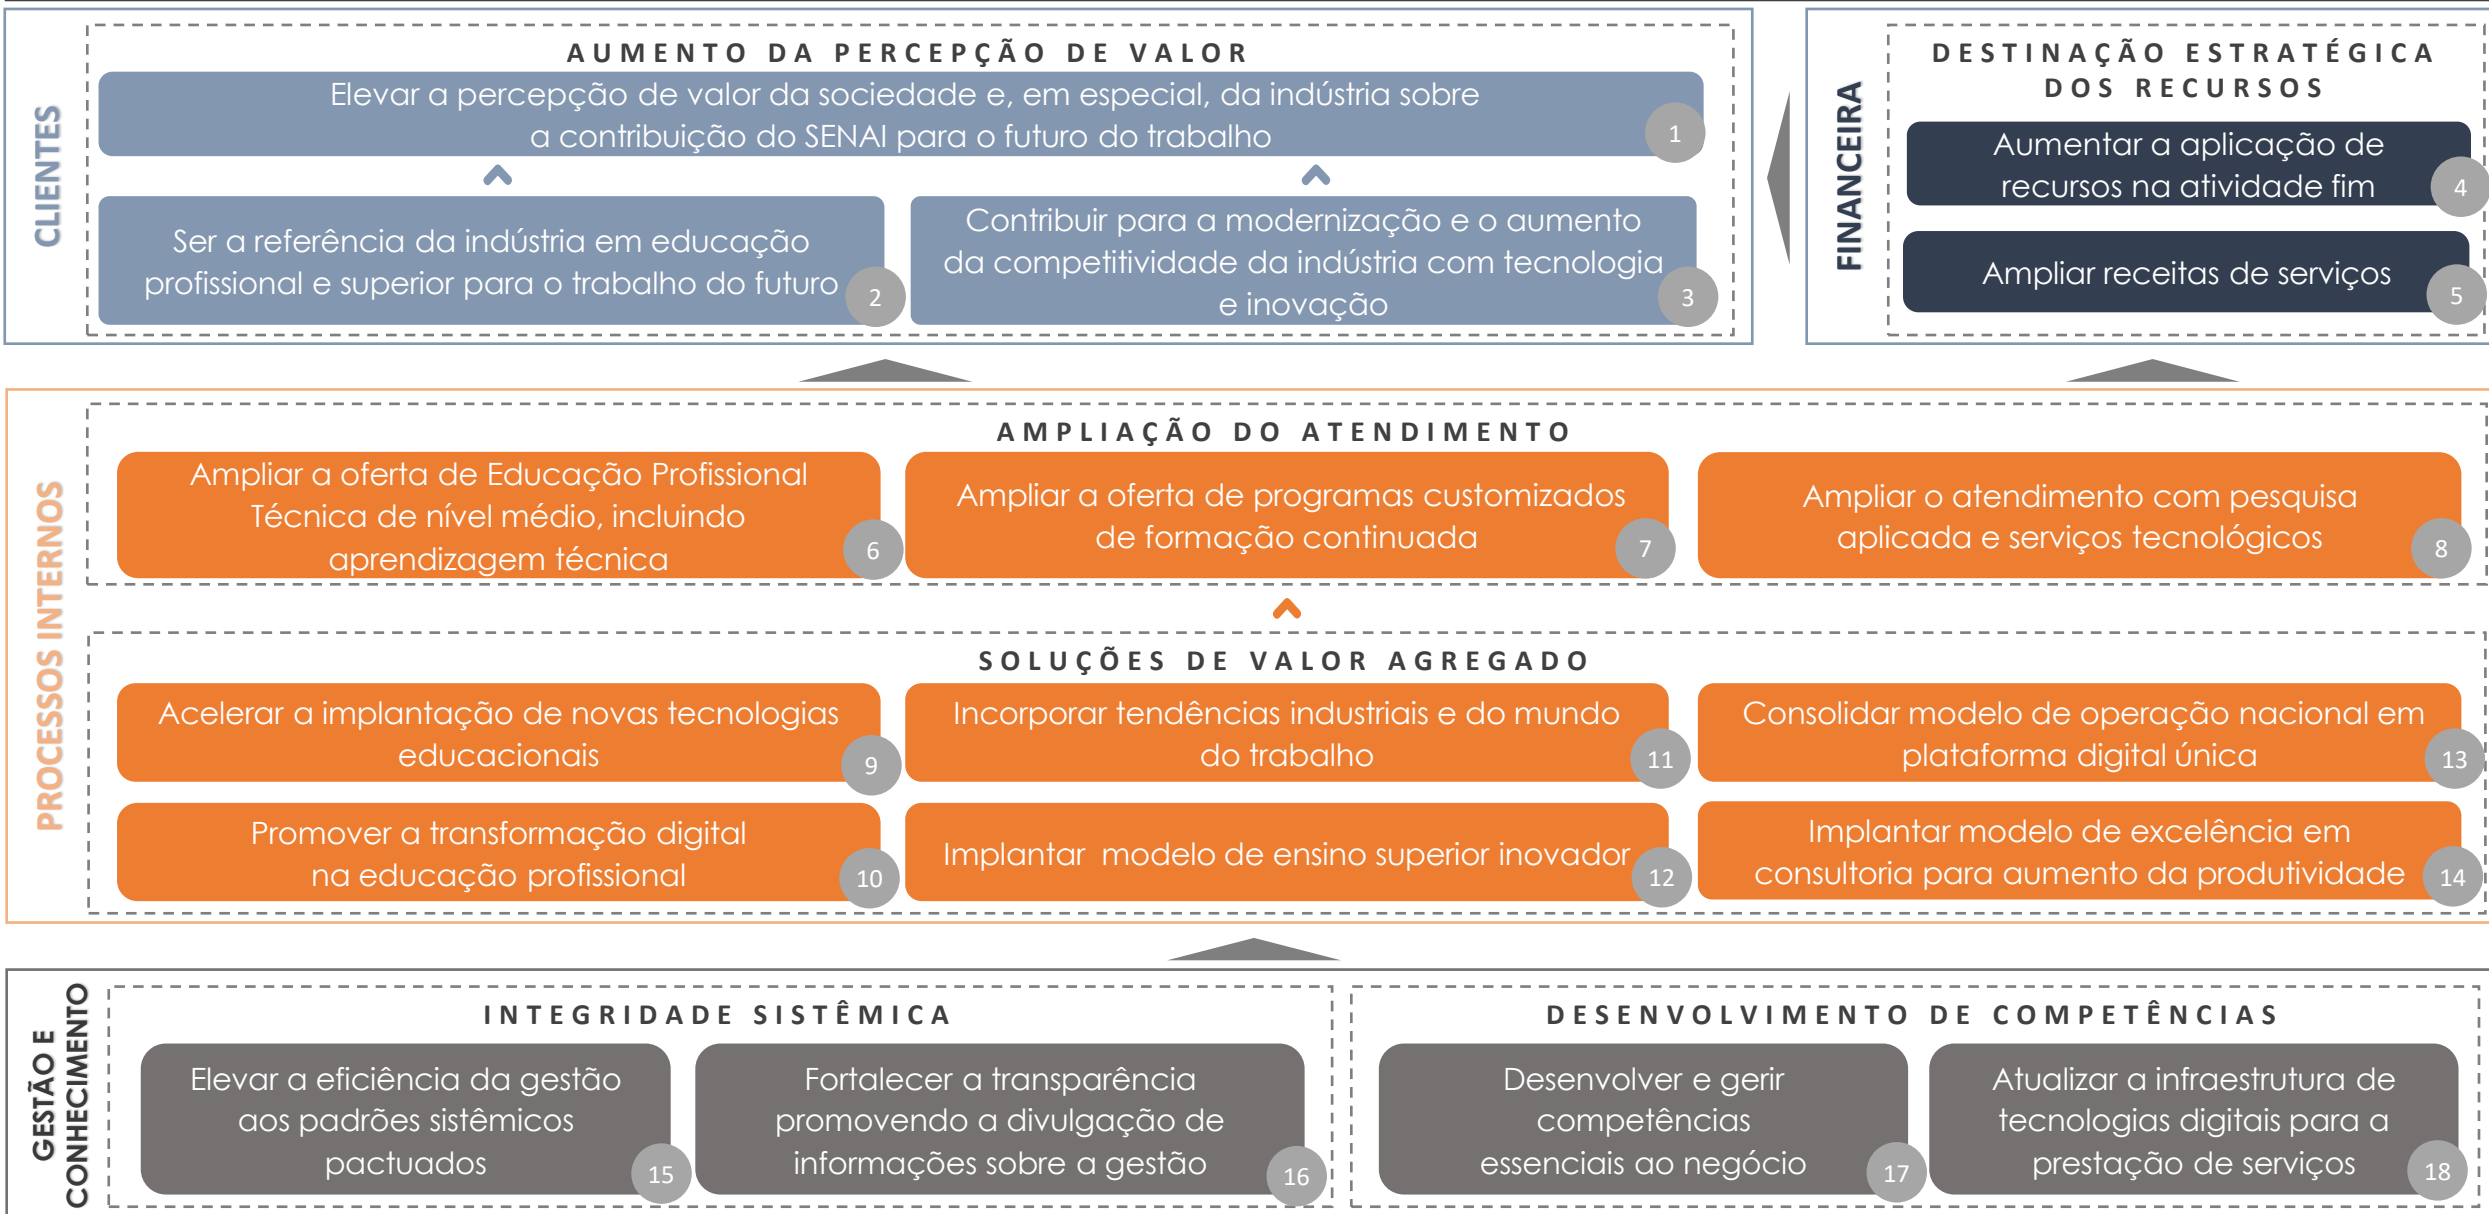 CLIENTES
AUMENTO DA PERCEPÇÃO DE VALOR
Elevar a percepção de valor da sociedade e, em especial, da indústria sobre
a contribuição do SENAI para o futuro do trabalho
1
Ser a referência da indústria em educação
profissional e superior para o trabalho do futuro
2
Contribuir para a modernização e o aumento
da competitividade da indústria com tecnologia
e inovação
3
FINANCEIRA
DESTINAÇÃO ESTRATÉGICA
DOS RECURSOS
Aumentar a aplicação de
recursos na atividade fim
4
Ampliar receitas de serviços
5
PROCESSOS INTERNOS
AMPLIAÇÃO DO ATENDIMENTO
Ampliar a oferta de Educação Profissional
Técnica de nível médio, incluindo
aprendizagem técnica
6
Ampliar a oferta de programas customizados
de formação continuada
7
Ampliar o atendimento com pesquisa
aplicada e serviços tecnológicos
8
SOLUÇÕES DE VALOR AGREGADO
Acelerar a implantação de novas tecnologias
educacionais
9
Incorporar tendências industriais e do mundo
do trabalho
11
Consolidar modelo de operação nacional em
plataforma digital única
13
Promover a transformação digital
na educação profissional
10
Implantar modelo de ensino superior inovador
12
Implantar modelo de excelência em
consultoria para aumento da produtividade
14
GESTÃO E
CONHECIMENTO
INTEGRIDADE SISTÊMICA
Elevar a eficiência da gestão
aos padrões sistêmicos
pactuados
15
Fortalecer a transparência
promovendo a divulgação de
informações sobre a gestão
16
DESENVOLVIMENTO DE COMPETÊNCIAS
Desenvolver e gerir
competências
essenciais ao negócio
17
Atualizar a infraestrutura de
tecnologias digitais para a
prestação de serviços
18